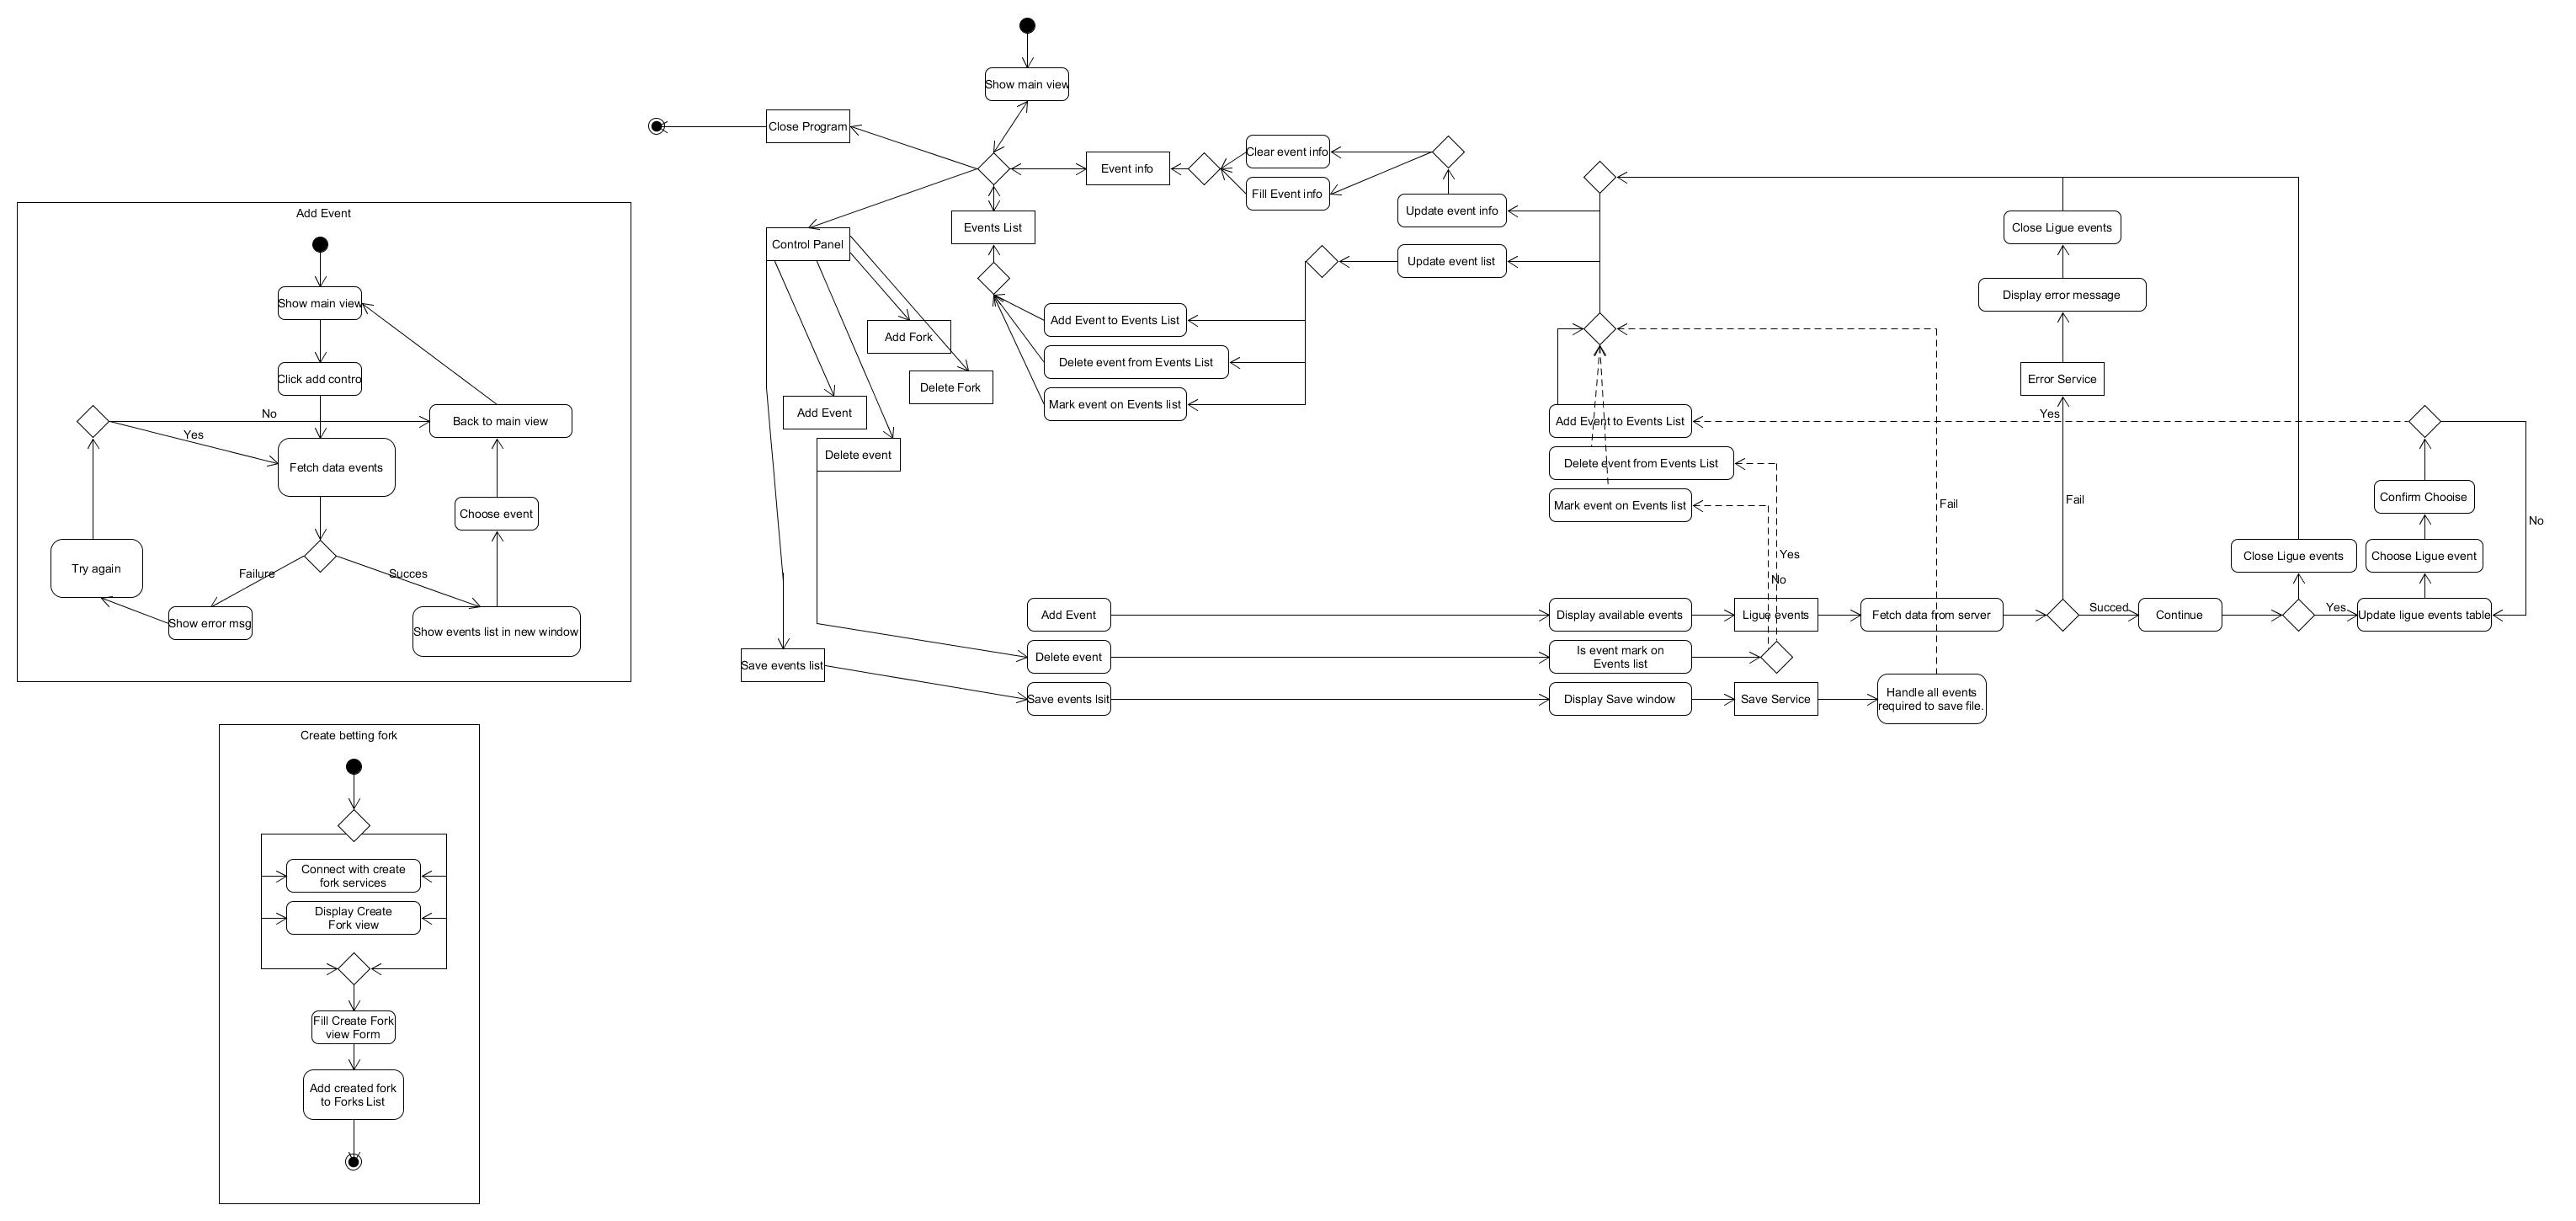 Show main view
Close Program
Event info
Clear event info
Fill Event info
Update event info
Events List
Control Panel
Update event list
Add Event to Events List
Delete event from Events List
Mark event on Events list
Add Fork
Delete Fork
Add Event
Delete event
Save events list
Add Event
Show main view
Click add contro
No
Yes
Back to main view
Fetch data events
Choose event
Try again
Failure
Succes
Show error msg
Show events list in new window
Create betting fork
Connect with create
fork services
Display Create
Fork view
Fill Create Fork
view Form
Add created fork
to Forks List
Close Ligue events
Display error message
Error Service
Yes
Add Event to Events List
Delete event from Events List
Mark event on Events list
Fail
Fail
Confirm Chooise
No
Yes
No
Close Ligue events
Choose Ligue event
Add Event
Display available events
Ligue events
Fetch data from server
Succed
Continue
Yes
Update ligue events table
Delete event
Is event mark on
Events list
Save events lsit
Display Save window
Save Service
Handle all events
required to save file.